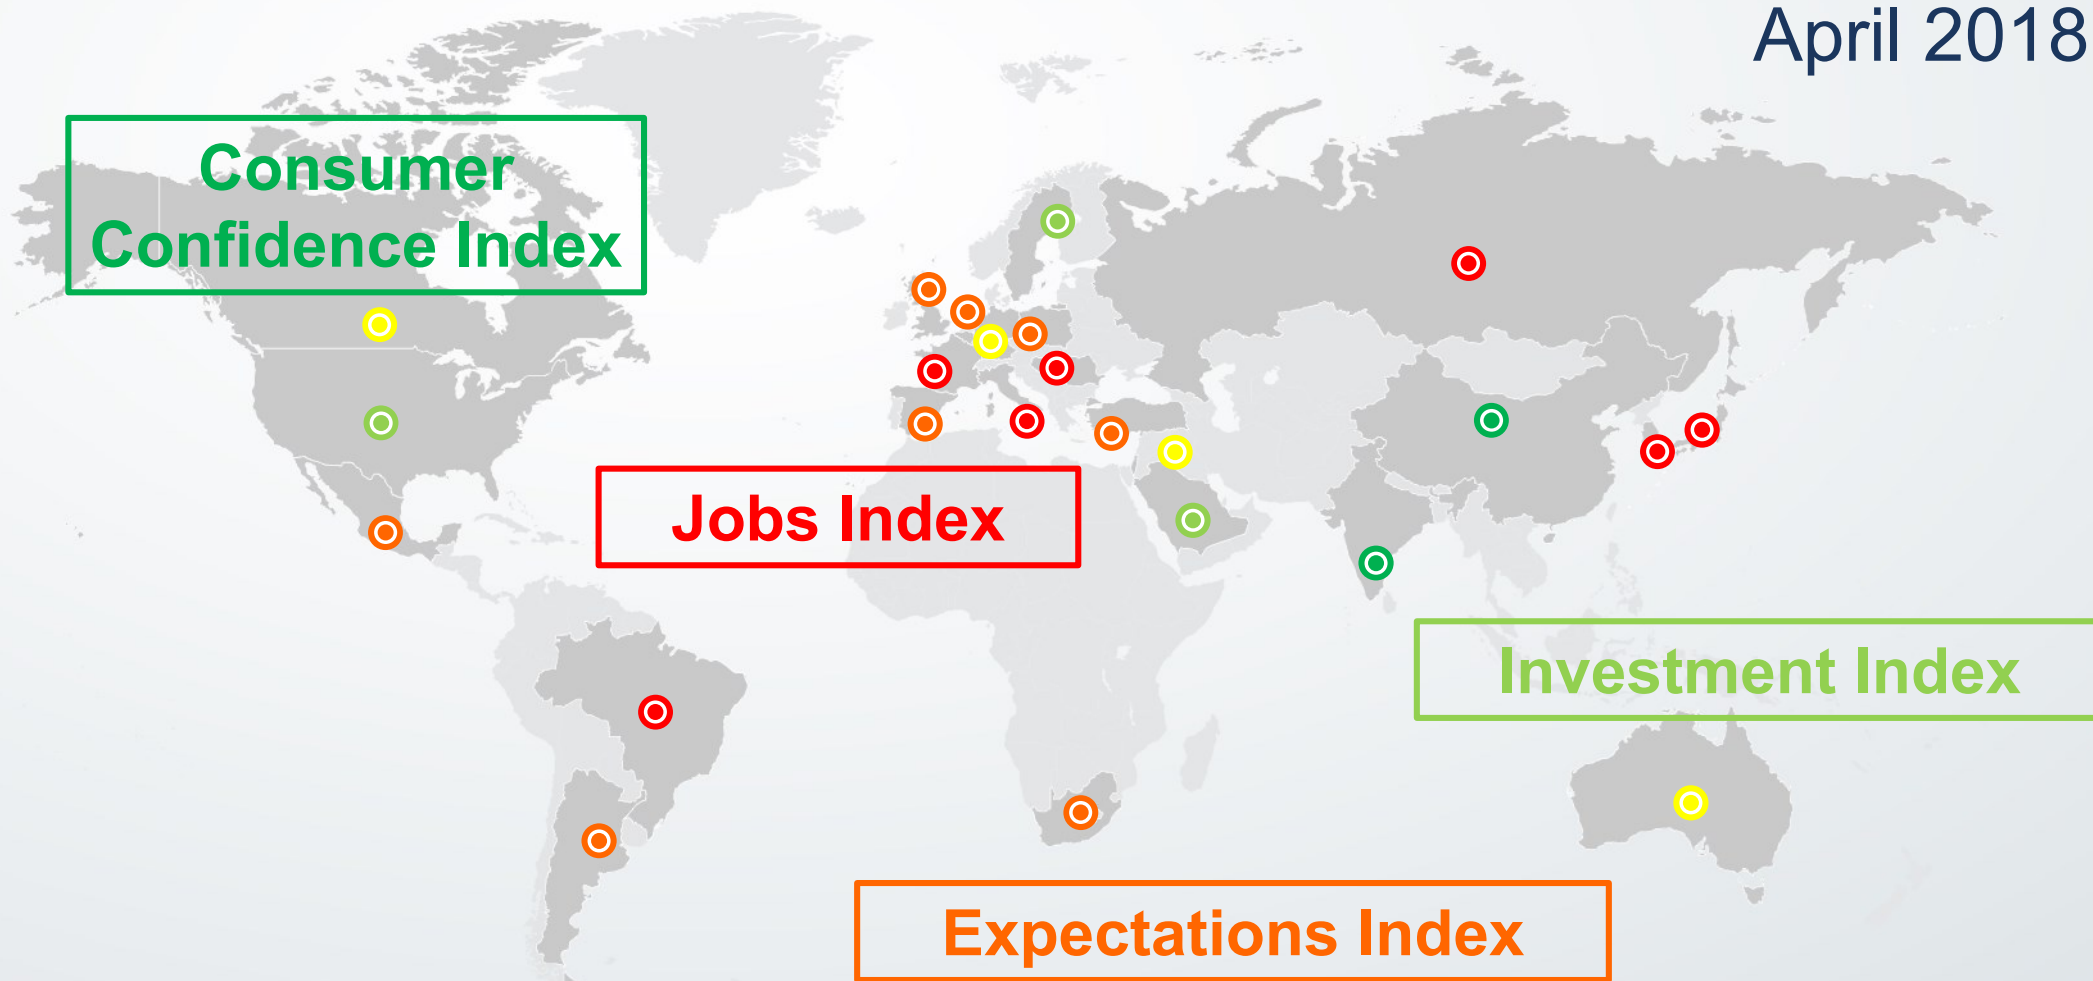 April 2018
Consumer
Confidence Index
Jobs Index
Investment Index
Expectations Index